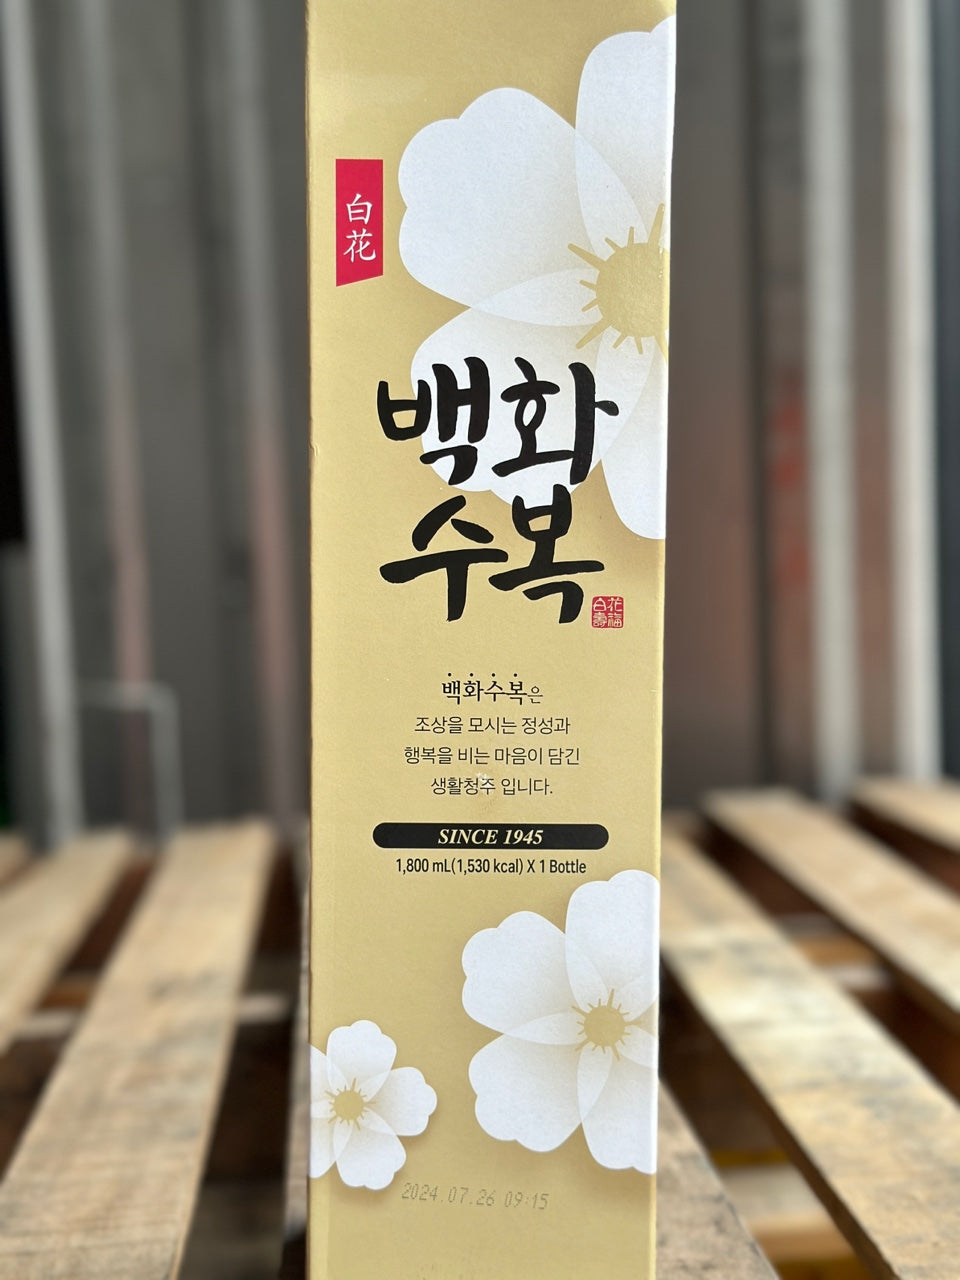 白
花
백화
수복
白花
壽福
백화수복은
조상을 모시는 정성과
행복을 비는 마음이 담긴
생활청주 입니다.
SINCE 1945
1,800 mL(1,530 kcal) X 1 Bottle
2024.07.26 09:15